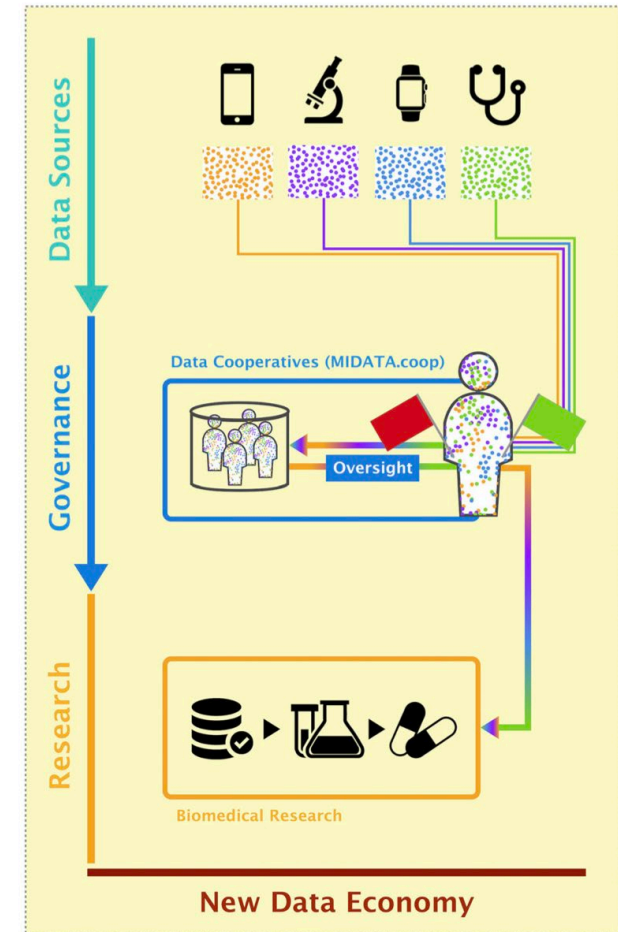 Data Sources
Governance
Data Cooperatives (MIDATA.coop)
Oversight
Research
Biomedical Research
New Data Economy